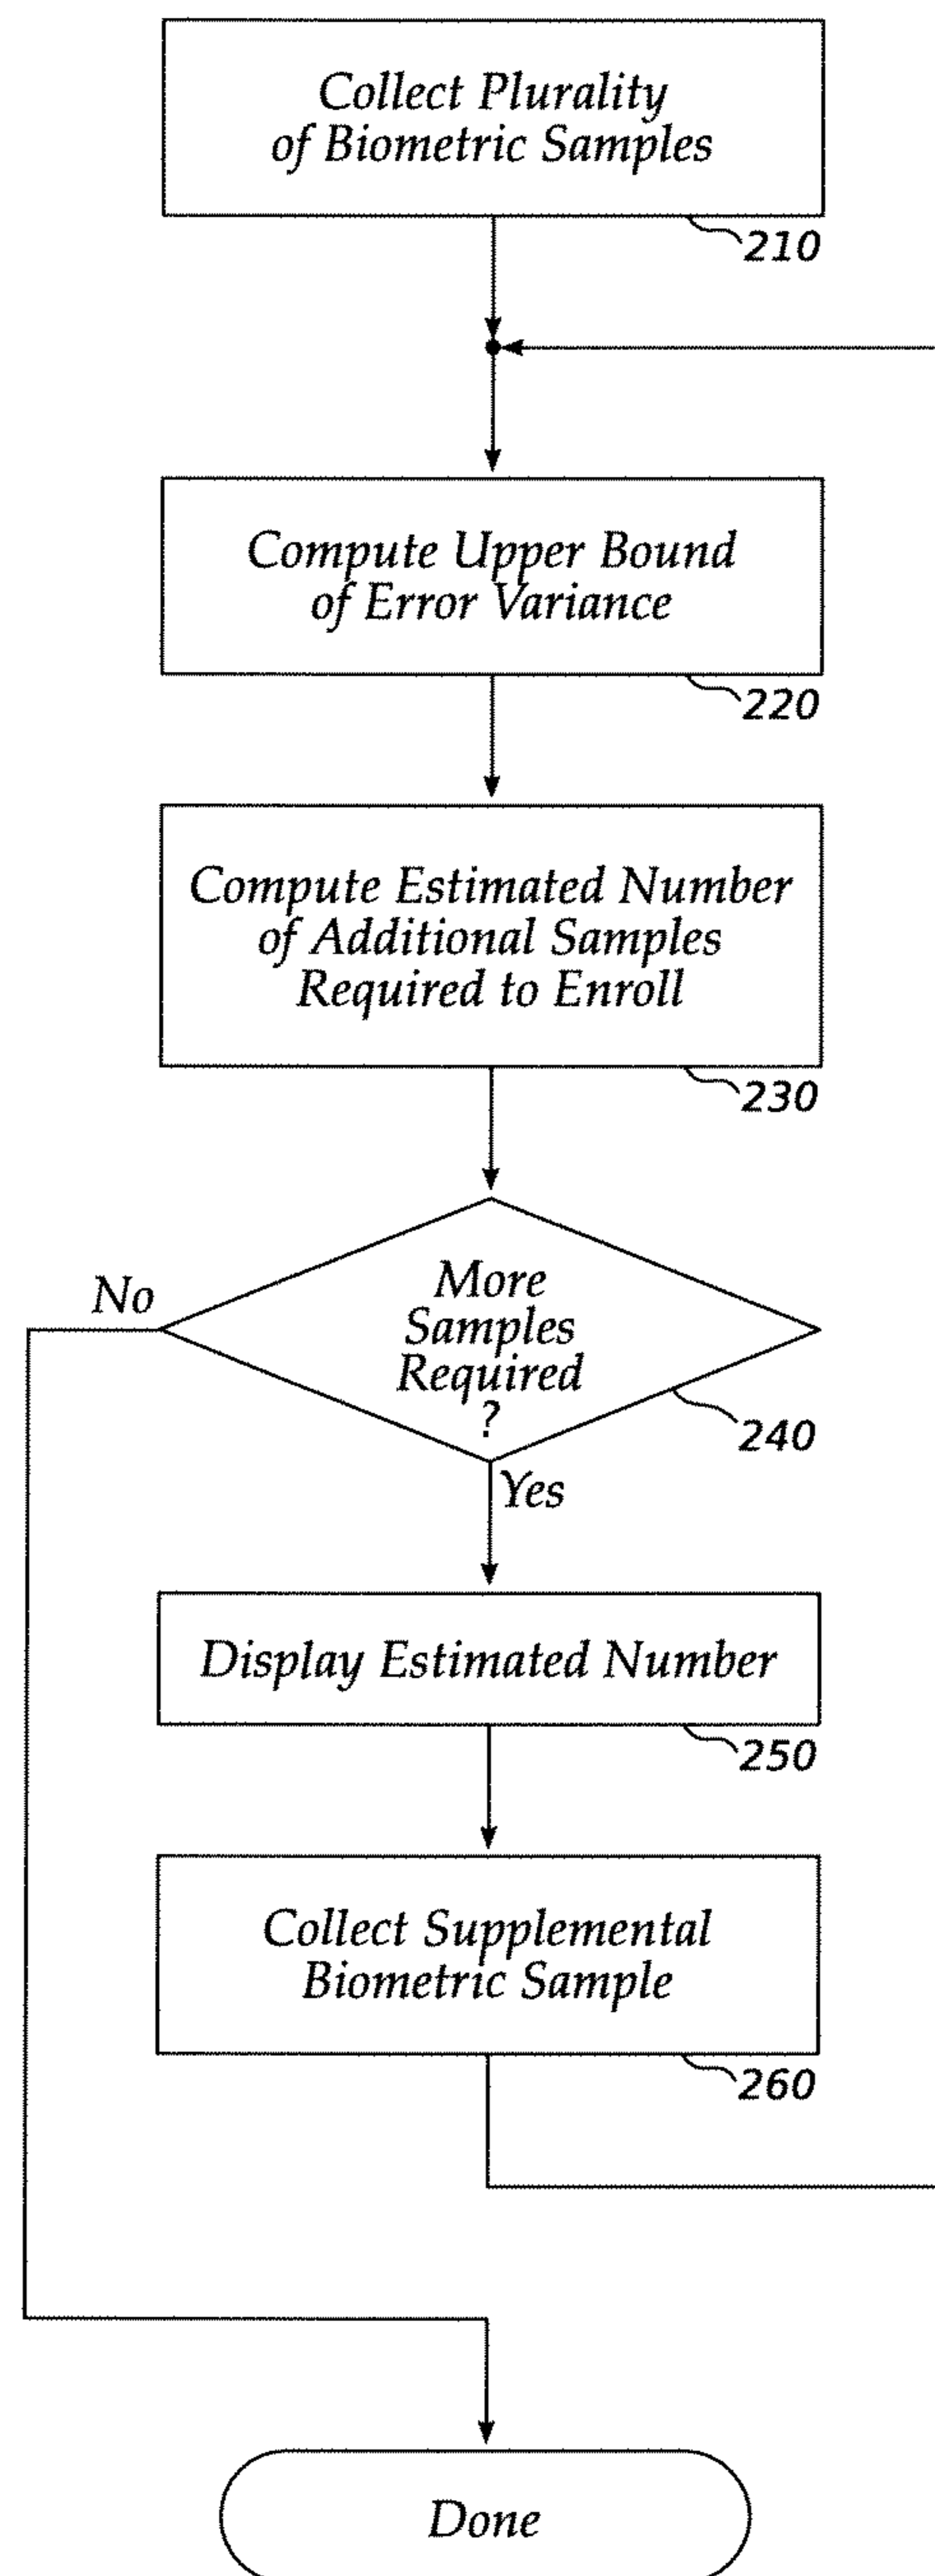 Collect Plurality
of Biometric Samples
210
Compute Upper Bound
of Error Variance
220
Compute Estimated Number
of Additional Samples
Required to Enroll
230
No
More
Samples
Required
?
240
Yes
Display Estimated Number
250
Collect Supplemental
Biometric Sample
260
Done